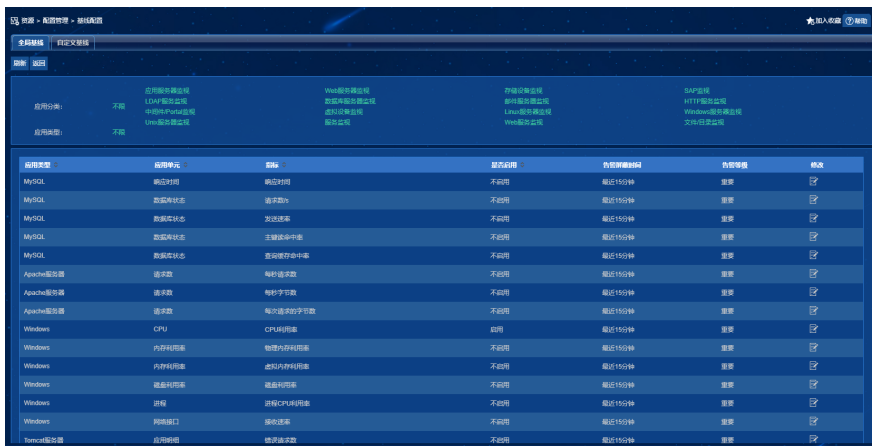 资源 > 配置管理 > 基线配置 加入收藏 帮助
全局基线 自定义基线
刷新 返回
应用服务器监视 Web服务器监视 存储设备监视 SAP监视
应用分类: 不限 LDAP服务监视 数据库服务器监视 邮件服务器监视 HTTP服务监视
中间件/Portal监视 虚拟设备监视 Linux服务器监视 Windows服务器监视
Unix服务器监视 服务监视 Web服务监视 文件/目录监视
应用类型: 不限
应用类型 应用单元 指标 是否启用 告警屏蔽时间 告警等级 修改
MySQL 响应时间 响应时间 不启用 最近15分钟 重要
MySQL 数据库状态 请求数/s 不启用 最近15分钟 重要
MySQL 数据库状态 发送速率 不启用 最近15分钟 重要
MySQL 数据库状态 主键读命中率 不启用 最近15分钟 重要
MySQL 数据库状态 查询缓存命中率 不启用 最近15分钟 重要
Apache服务器 请求数 每秒请求数 不启用 最近15分钟 重要
Apache服务器 请求数 每秒字节数 不启用 最近15分钟 重要
Apache服务器 请求数 每次请求的字节数 不启用 最近15分钟 重要
Windows CPU CPU利用率 启用 最近15分钟 重要
Windows 内存利用率 物理内存利用率 不启用 最近15分钟 重要
Windows 内存利用率 虚拟内存利用率 不启用 最近15分钟 重要
Windows 磁盘利用率 磁盘利用率 不启用 最近15分钟 重要
Windows 进程 进程CPU利用率 不启用 最近15分钟 重要
Windows 网络接口 接收速率 不启用 最近15分钟 重要
Tomcat服务器 应用明细 错误请求数 不启用 最近15分钟 重要